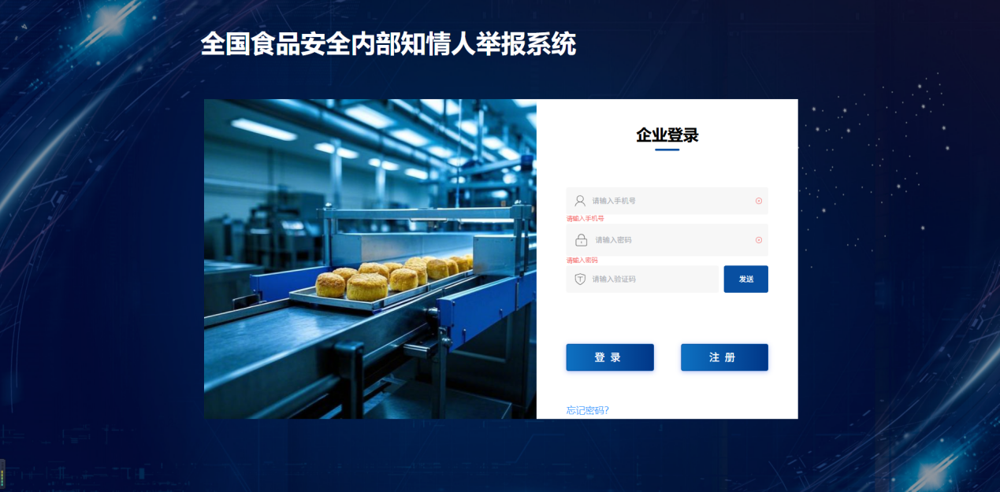 全国食品安全内部知情人举报系统
企业登录
请输入手机号
请输入手机号
请输入密码
请输入密码
请输入验证码
发送
登 录
注 册
忘记密码?